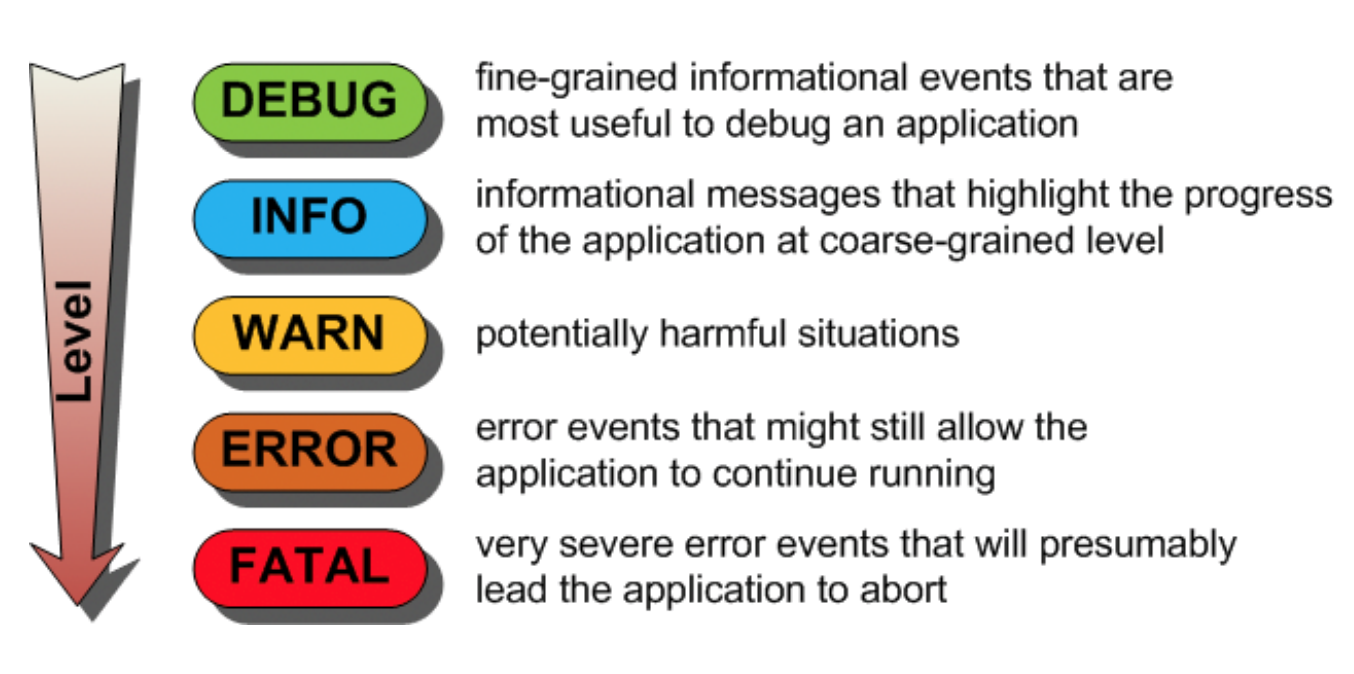 Level
DEBUG
fine-grained informational events that are
most useful to debug an application
INFO
informational messages that highlight the progress
of the application at coarse-grained level
WARN
potentially harmful situations
ERROR
error events that might still allow the
application to continue running
FATAL
very severe error events that will presumably
lead the application to abort